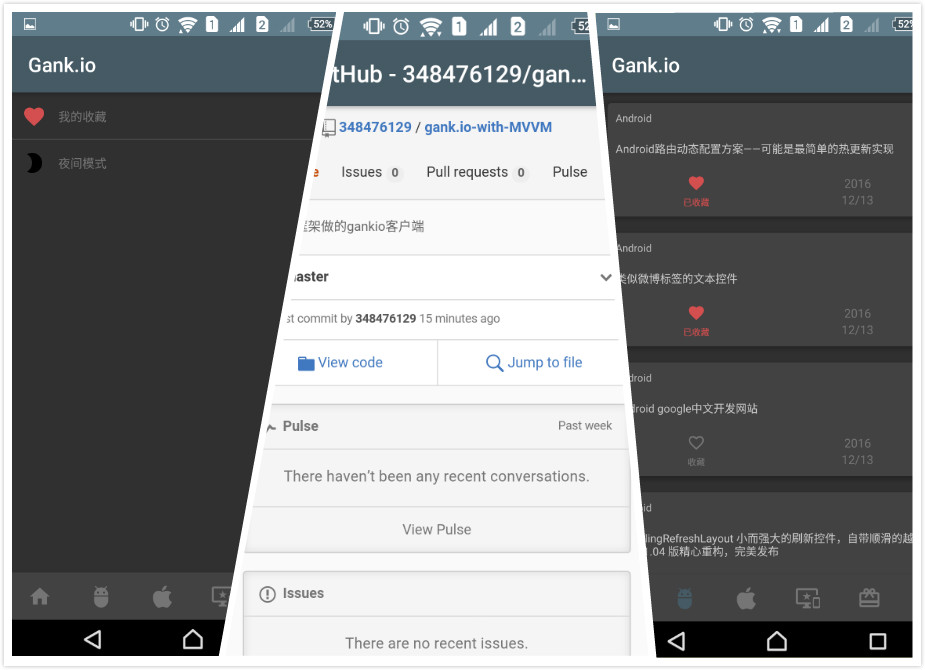 1 2 52%
Gank.io
我的收藏
夜间模式
1 2 52
tHub - 348476129/gan...
348476129 / gank.io-with-MVVM
e Issues 0 Pull requests 0 Pulse
框架做的gankio客户端
aster
st commit by 348476129 15 minutes ago
View code Jump to file
Pulse Past week
There haven't been any recent conversations.
View Pulse
Issues
There are no recent issues.
1 2 52
Gank.io
Android
Android路由动态配置方案——可能是最简单的热更新实现
已收藏
2016
12/13
Android
类似微博标签的文本控件
已收藏
2016
12/13
droid
droid google中文开发网站
收藏
2016
12/13
id
lingRefreshLayout 小而强大的刷新控件，自带顺滑的越
1.04 版精心重构，完美发布